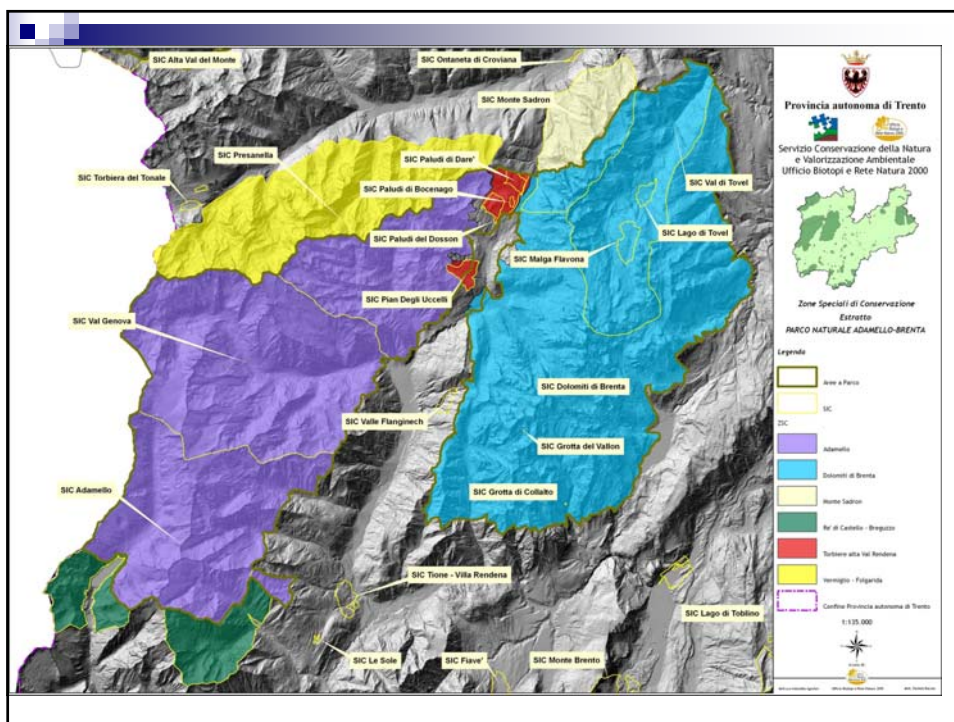 SIC Alta Val del Monte
SIC Ontaneta di Croviana
SIC Monte Sadron
SIC Presanella
SIC Paludi di Dare'
SIC Val di Tovel
SIC Torbiera del Tonale
SIC Paludi di Bocenago
SIC Lago di Tovel
SIC Paludi del Dosson
SIC Malga Flavona
SIC Pian Degli Uccelli
SIC Val Genova
SIC Dolomiti di Brenta
SIC Valle Flanginech
SIC Grotta del Vallon
SIC Adamello
SIC Grotta di Collalto
SIC Tione - Villa Rendena
SIC Lago di Toblino
SIC Le Sole
SIC Fiavè'
SIC Monte Brento
Provincia autonoma di Trento
Servizio Conservazione della Natura
e Valorizzazione Ambientale
Ufficio Biotopi e Rete Natura 2000
Zone Speciali di Conservazione
Estratto
PARCO NATURALE ADAMELLO-BRENTA
Legenda
Aree a Parco
SIC
ZSC
Adamello
Dolomiti di Brenta
Monte Sadron
Re' di Castello - Breguzzo
Torbiere alta Val Rendena
Vermiglio - Folgarida
Confine Provincia autonoma di Trento
1:135.000